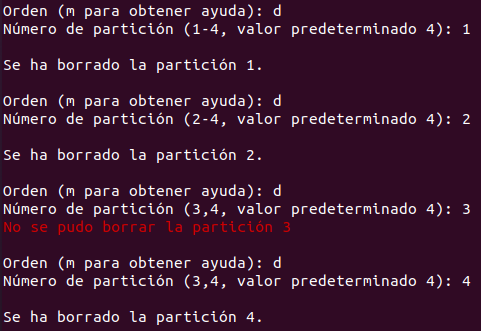 Orden (m para obtener ayuda): d
Número de partición (1-4, valor predeterminado 4): 1
Se ha borrado la partición 1.
Orden (m para obtener ayuda): d
Número de partición (2-4, valor predeterminado 4): 2
Se ha borrado la partición 2.
Orden (m para obtener ayuda): d
Número de partición (3,4, valor predeterminado 4): 3
No se pudo borrar la partición 3
Orden (m para obtener ayuda): d
Número de partición (3,4, valor predeterminado 4): 4
Se ha borrado la partición 4.